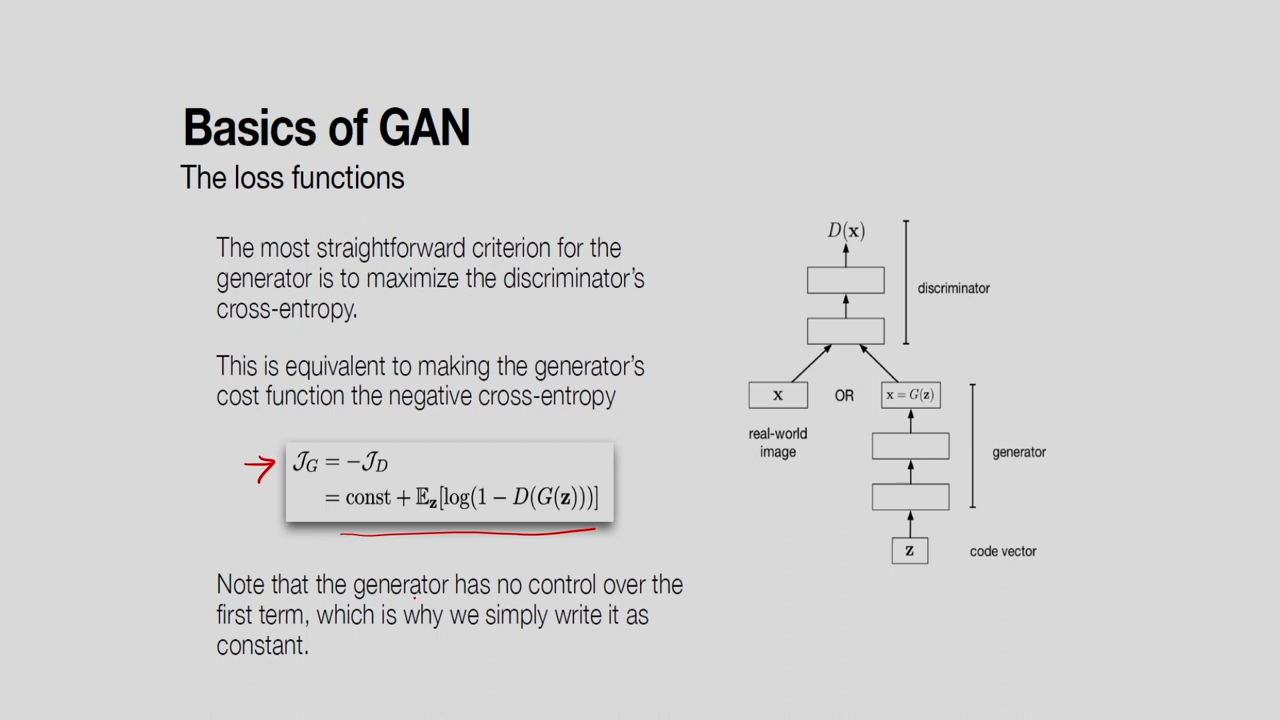 Basics of GAN
The loss functions
The most straightforward criterion for the
generator is to maximize the discriminator's
cross-entropy.
This is equivalent to making the generator's
cost function the negative cross-entropy
𝒥_G = −𝒥_D
= const + 𝔼_z[log(1 − D(G(z)))]
Note that the generator has no control over the
first term, which is why we simply write it as
constant.
D(x)
discriminator
x OR x = G(z)
real-world
image
generator
z
code vector